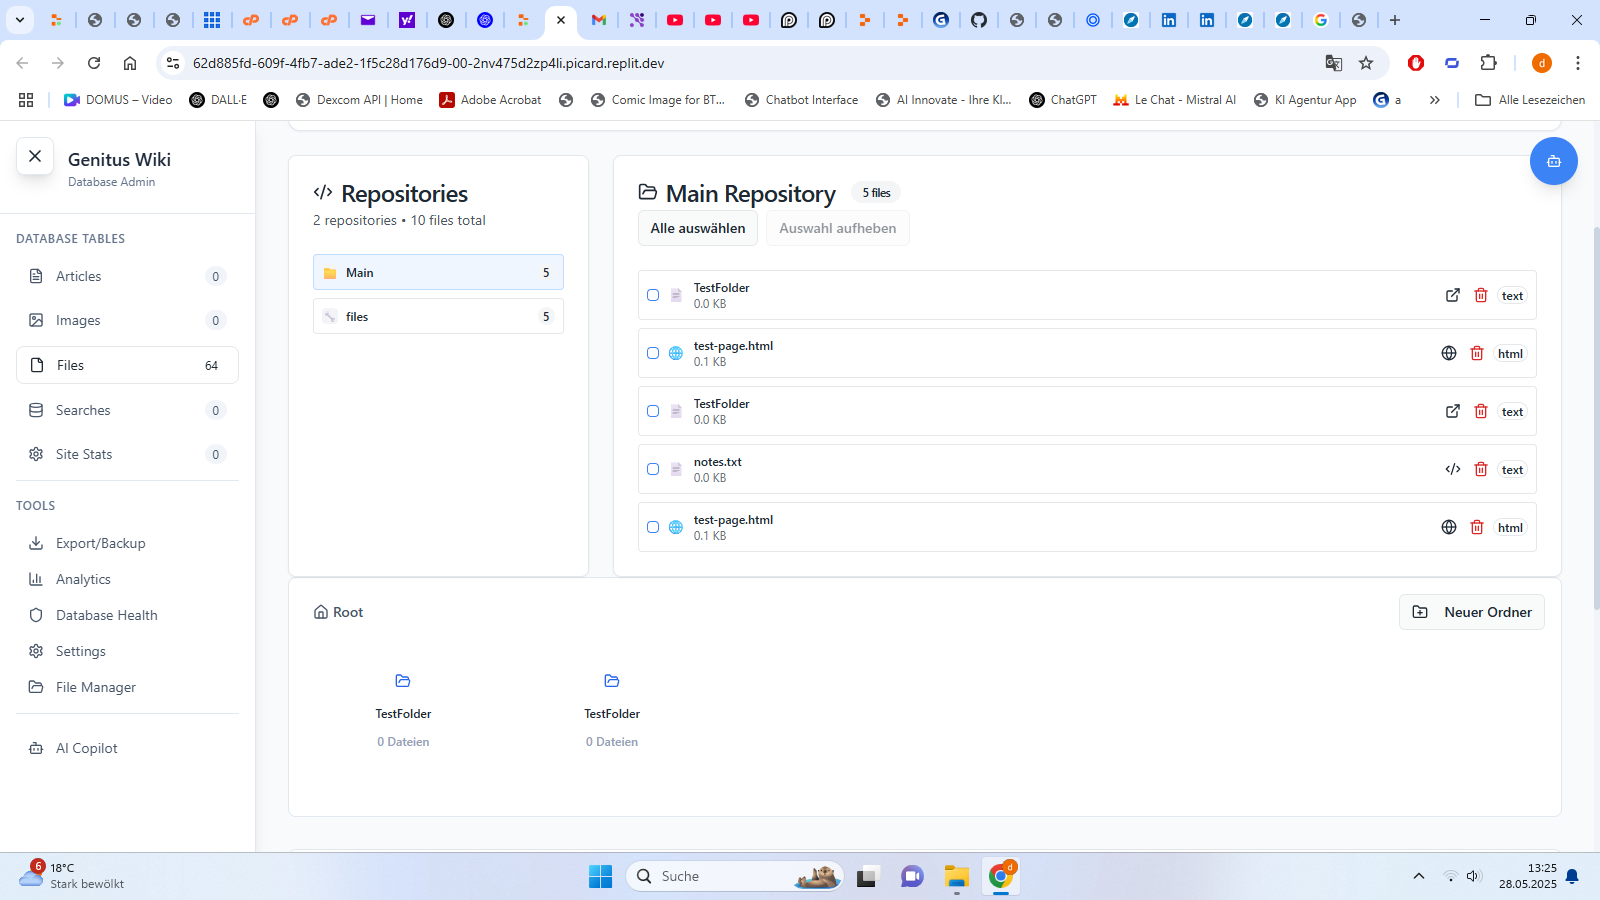 62d885fd-609f-4fb7-ade2-1f5c28d176d9-00-2nv475d2zp4li.picard.replit.dev
d
DOMUS – Video
DALL·E
Dexcom API | Home
Adobe Acrobat
Comic Image for BT...
Chatbot Interface
AI Innovate - Ihre KI...
ChatGPT
Le Chat - Mistral AI
KI Agentur App
a
Alle Lesezeichen
Genitus Wiki
Database Admin
DATABASE TABLES
Articles 0
Images 0
Files 64
Searches 0
Site Stats 0
TOOLS
Export/Backup
Analytics
Database Health
Settings
File Manager
AI Copilot
Repositories
2 repositories • 10 files total
Main 5
files 5
Main Repository 5 files
Alle auswählen Auswahl aufheben
TestFolder
0.0 KB
text
test-page.html
0.1 KB
html
TestFolder
0.0 KB
text
notes.txt
0.0 KB
text
test-page.html
0.1 KB
html
Root
Neuer Ordner
TestFolder
0 Dateien
TestFolder
0 Dateien
6
18°C
Stark bewölkt
Suche
d
13:25
28.05.2025